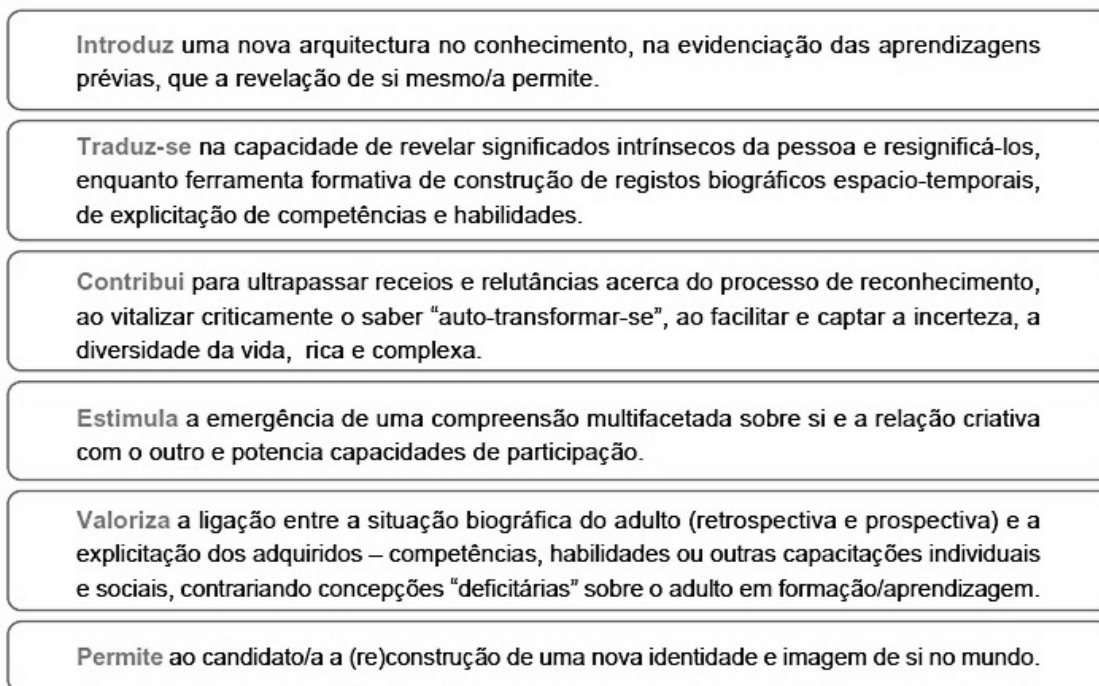 Introduz uma nova arquitectura no conhecimento, na evidenciação das aprendizagens
prévias, que a revelação de si mesmo/a permite.
Traduz-se na capacidade de revelar significados intrínsecos da pessoa e resignificá-los,
enquanto ferramenta formativa de construção de registos biográficos espacio-temporais,
de explicitação de competências e habilidades.
Contribui para ultrapassar receios e relutâncias acerca do processo de reconhecimento,
ao vitalizar criticamente o saber “auto-transformar-se”, ao facilitar e captar a incerteza, a
diversidade da vida, rica e complexa.
Estimula a emergência de uma compreensão multifacetada sobre si e a relação criativa
com o outro e potencia capacidades de participação.
Valoriza a ligação entre a situação biográfica do adulto (retrospectiva e prospectiva) e a
explicitação dos adquiridos – competências, habilidades ou outras capacitações individuais
e sociais, contrariando concepções “deficitárias” sobre o adulto em formação/aprendizagem.
Permite ao candidato/a a (re)construção de uma nova identidade e imagem de si no mundo.